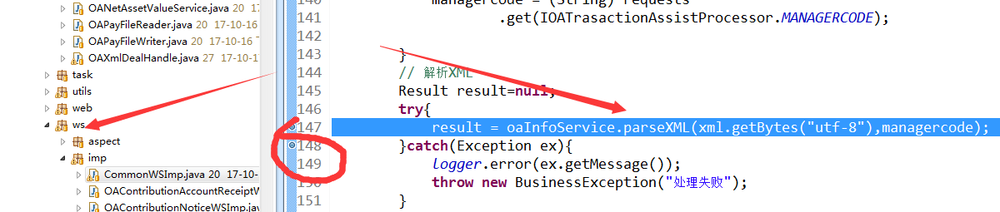 OANetAssetValueService.java
OAPayFileReader.java 20 17-10-16
OAPayFileWriter.java 20 17-10-16
OAXmlDealHandle.java 27 17-10-17
task
utils
web
ws
aspect
imp
CommonWSImp.java 20 17-10-
OAContributionAccountReceiptW
OAContributionNoticeWSImp.java
140 managercode = (String) requests
141 .get(IOATrasactionAssistProcessor.MANAGERCODE);
142
143 }
144 // 解析XML
145 Result result=null;
146 try{
147 result = oaInfoService.parseXML(xml.getBytes("utf-8"),managercode);
148 }catch(Exception ex){
149 logger.error(ex.getMessage());
150 throw new BusinessException("处理失败");
151 }